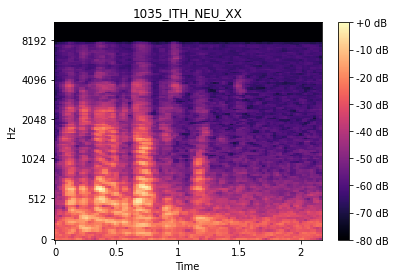 1035_ITH_NEU_XX
+0 dB
8192
-10 dB
4096
-20 dB
-30 dB
2048
-40 dB
Hz
1024
-50 dB
512
-60 dB
-70 dB
0
-80 dB
0
0.5
1
1.5
2
Time